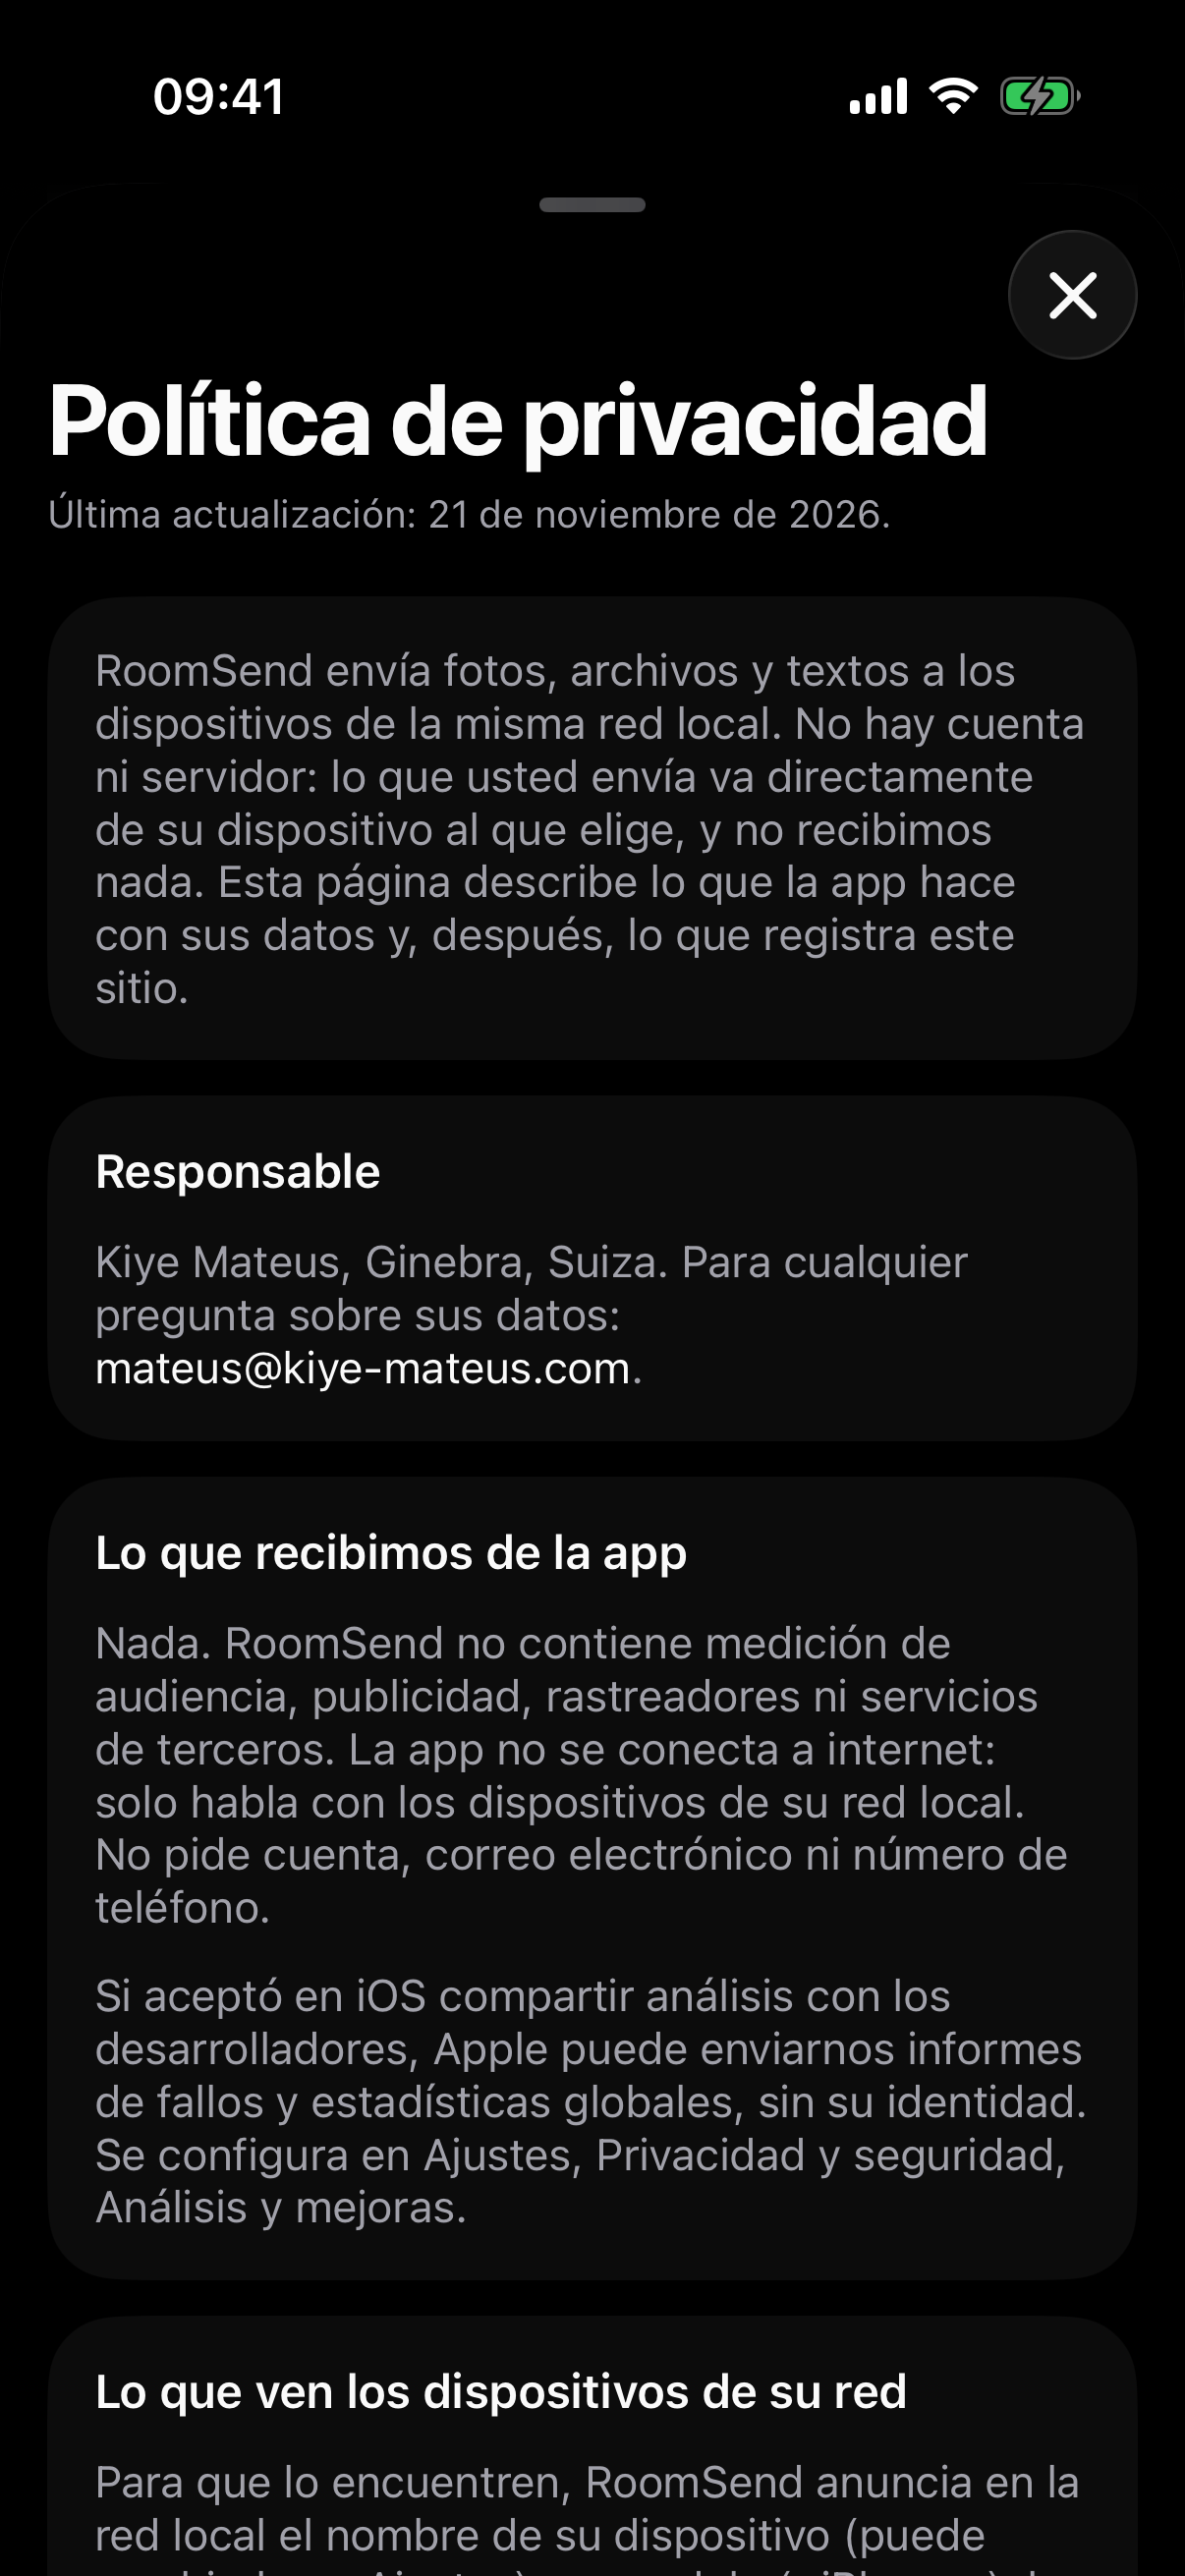 09:41
Política de privacidad
Última actualización: 21 de noviembre de 2026.
RoomSend envía fotos, archivos y textos a los
dispositivos de la misma red local. No hay cuenta
ni servidor: lo que usted envía va directamente
de su dispositivo al que elige, y no recibimos
nada. Esta página describe lo que la app hace
con sus datos y, después, lo que registra este
sitio.
Responsable
Kiye Mateus, Ginebra, Suiza. Para cualquier
pregunta sobre sus datos:
mateus@kiye-mateus.com.
Lo que recibimos de la app
Nada. RoomSend no contiene medición de
audiencia, publicidad, rastreadores ni servicios
de terceros. La app no se conecta a internet:
solo habla con los dispositivos de su red local.
No pide cuenta, correo electrónico ni número de
teléfono.
Si aceptó en iOS compartir análisis con los
desarrolladores, Apple puede enviarnos informes
de fallos y estadísticas globales, sin su identidad.
Se configura en Ajustes, Privacidad y seguridad,
Análisis y mejoras.
Lo que ven los dispositivos de su red
Para que lo encuentren, RoomSend anuncia en la
red local el nombre de su dispositivo (puede